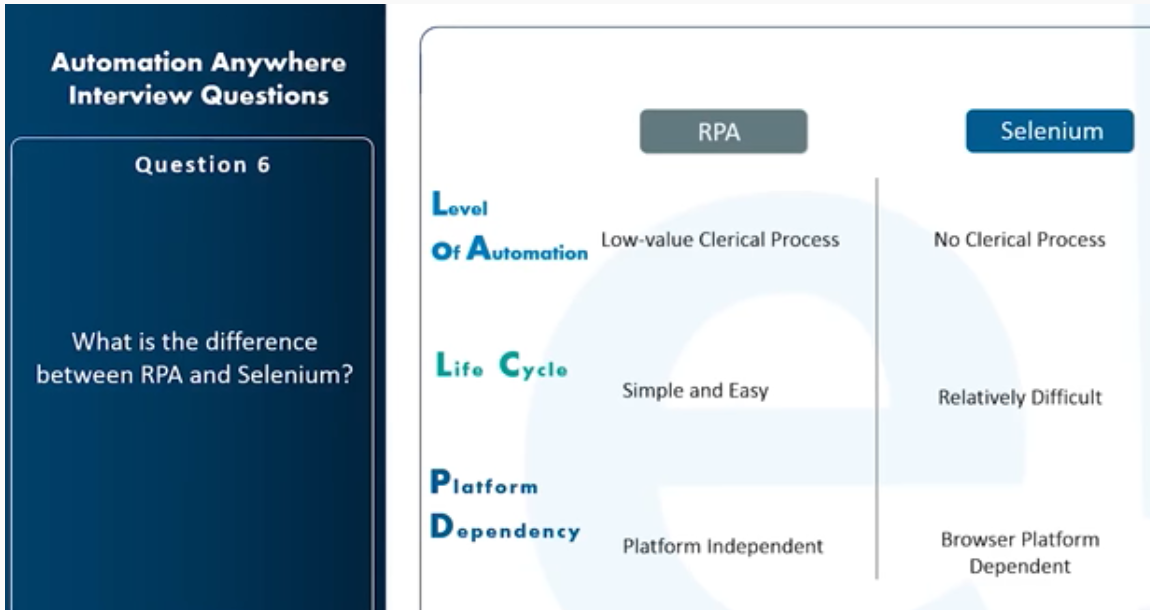 Automation Anywhere
Interview Questions
Question 6
What is the difference
between RPA and Selenium?
RPA
Selenium
Level
Of Automation
Low-value Clerical Process
No Clerical Process
Life Cycle
Simple and Easy
Relatively Difficult
Platform
Dependency
Platform Independent
Browser Platform
Dependent